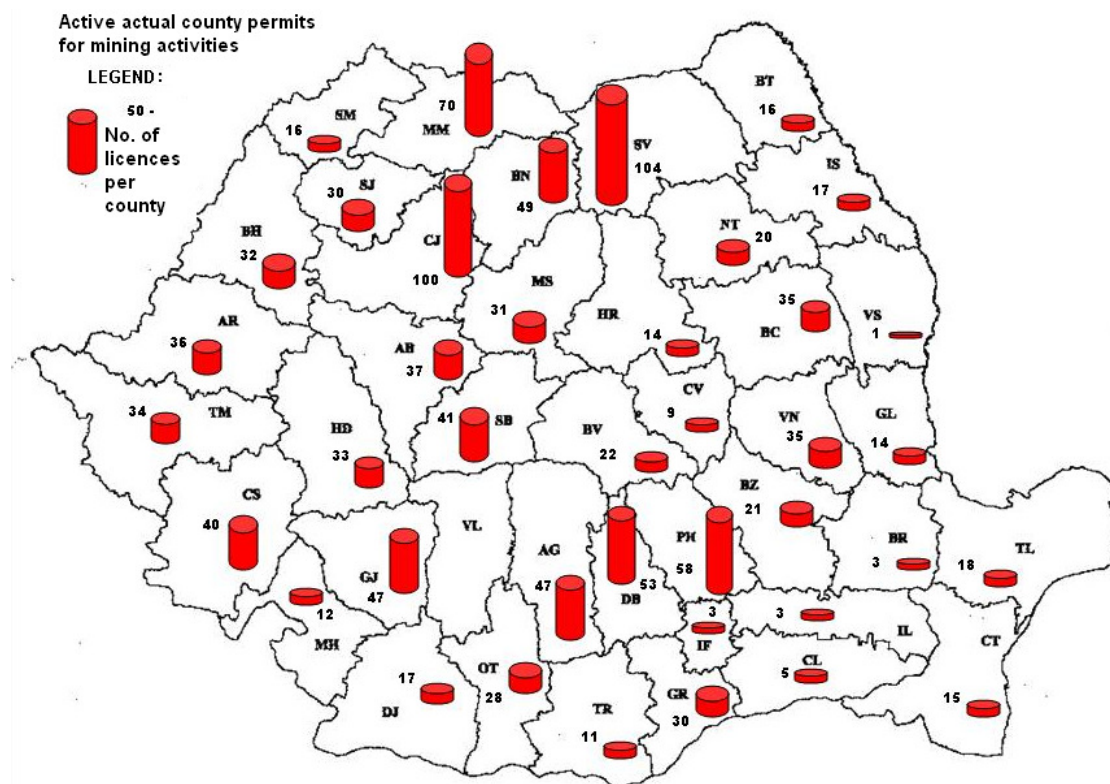 Active actual county permits
for mining activities
LEGEND:
50 -
No. of
licences
per
county
SM
16
MM
70
SV
104
BT
16
IS
17
BN
49
SJ
30
CJ
100
BH
32
NT
20
MS
31
HR
14
BC
35
VS
1
AR
36
AB
37
TM
34
HD
33
SB
41
BV
22
CV
9
VN
35
GL
14
CS
40
GJ
47
VL
AG
47
DB
53
PH
58
BZ
21
BR
3
TL
18
12
MH
DJ
17
OT
28
TR
11
GR
30
3
IF
3
IL
CL
5
CT
15